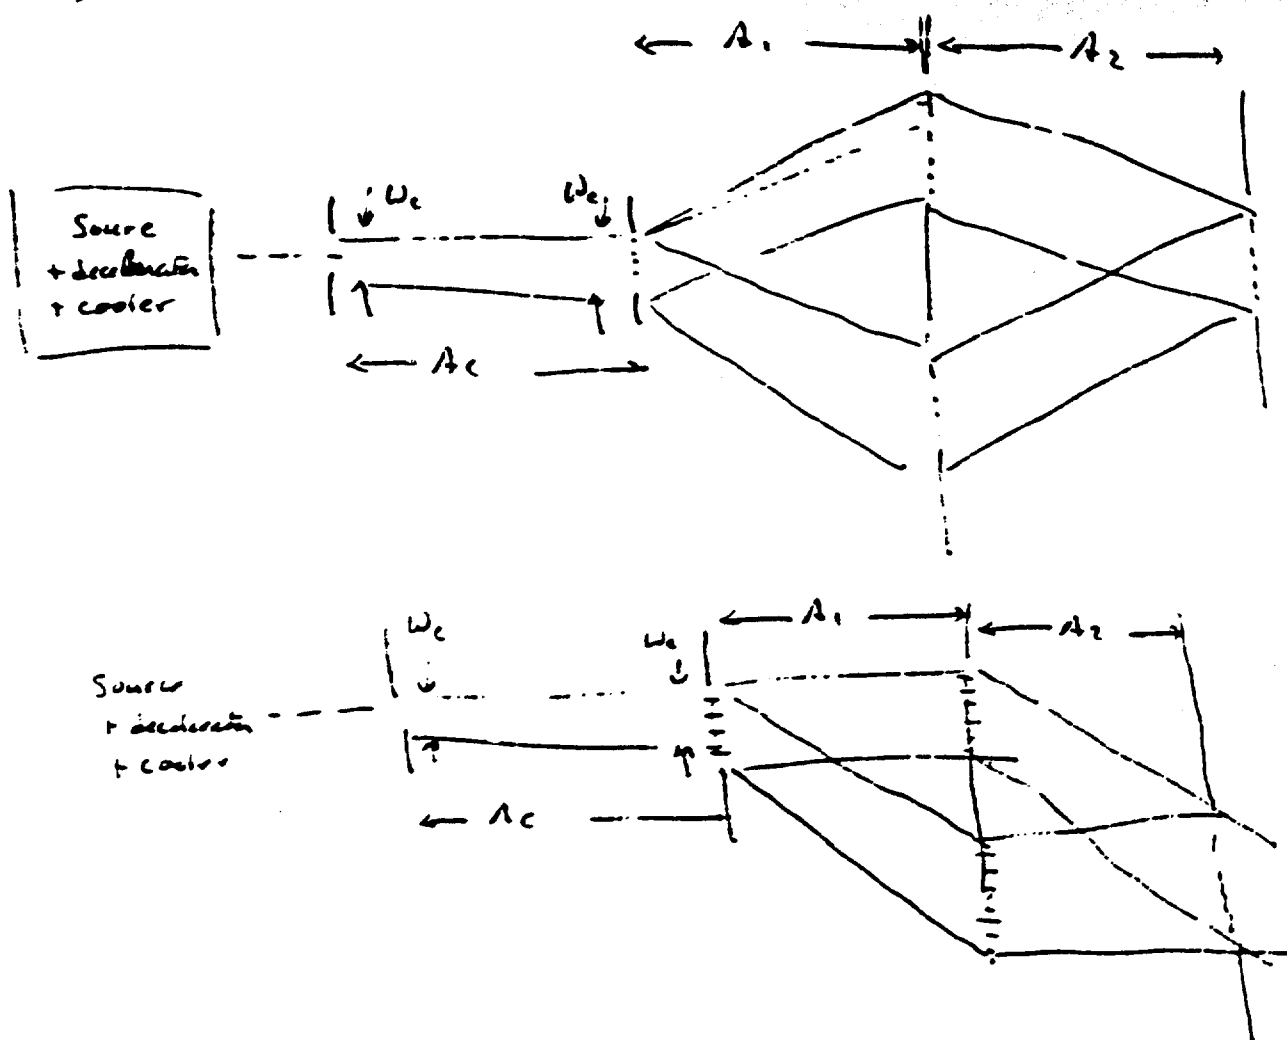 A₁ A₂
Wc Wc
Source
+ decelerator
+ cooler
Ac
A₁ A₂
Wc Wc
Source
+ decelerator
+ cooler
Ac